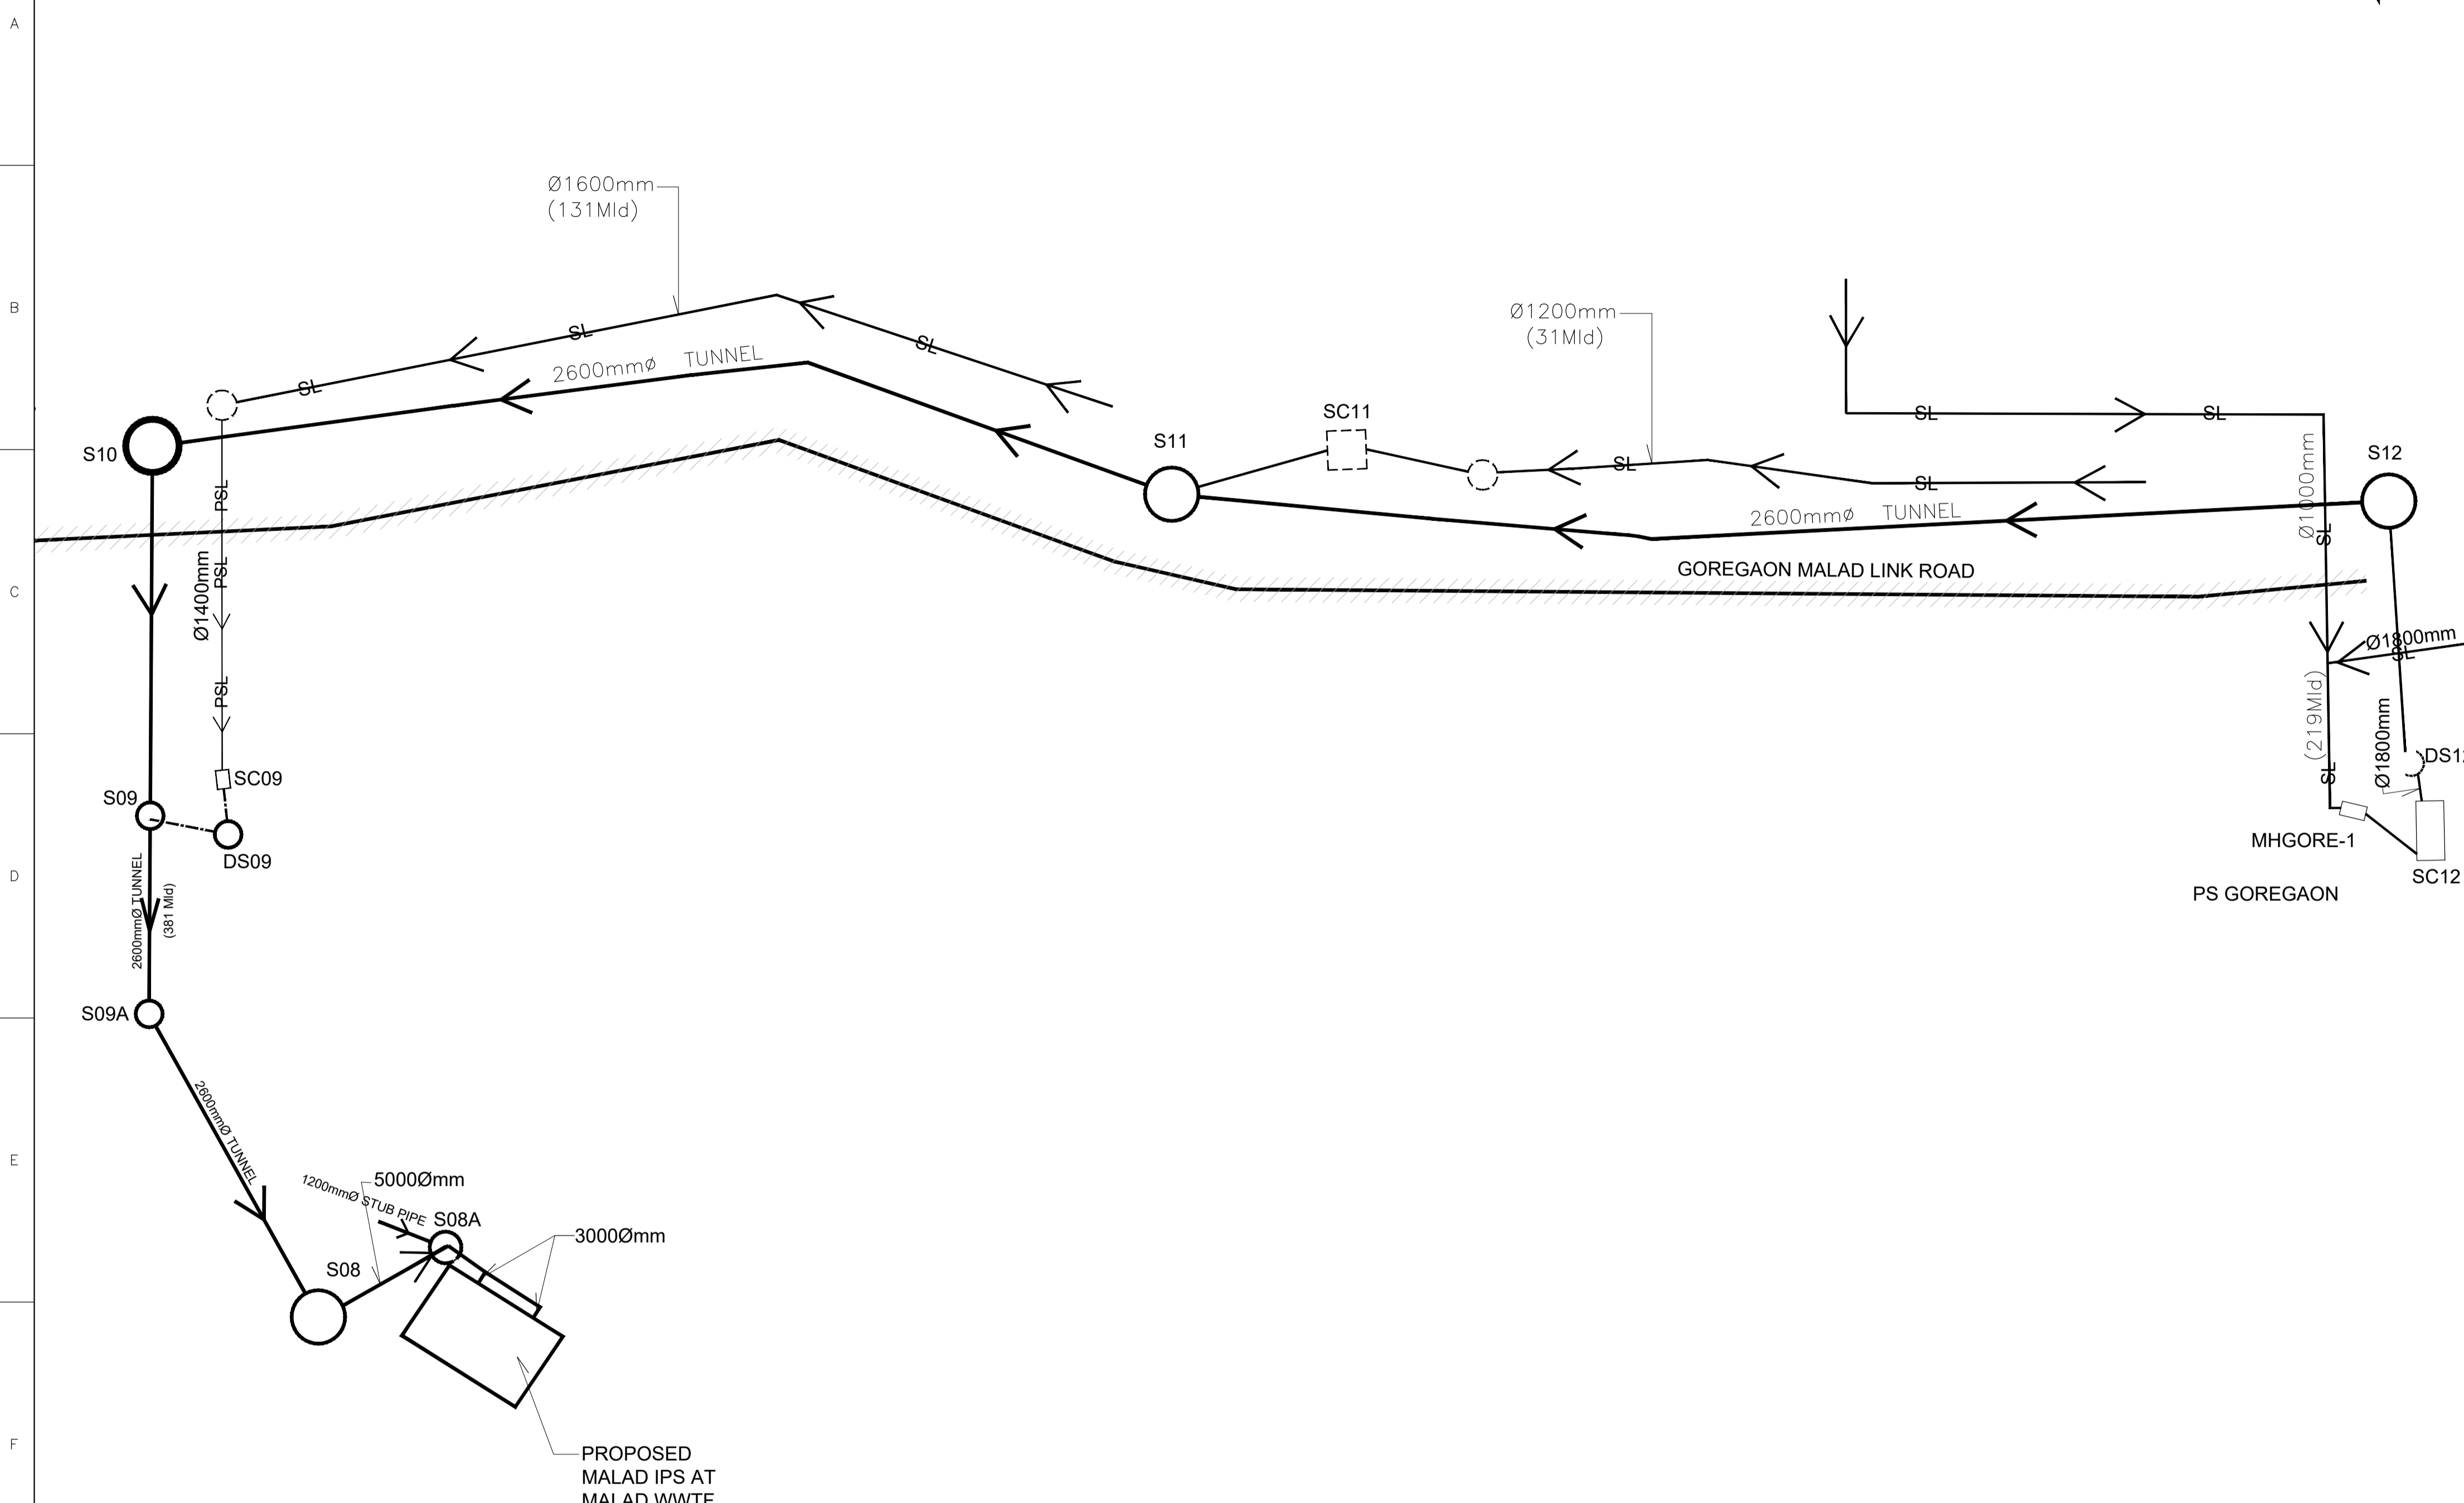 A
B
C
D
E
F
Ø1600mm
(131Mld)
SL
SL
SL
2600mmø TUNNEL
Ø1200mm
(31Mld)
SL
SL
SL
SL
SC11
S11
S10
S12
2600mmø TUNNEL
GOREGAON MALAD LINK ROAD
Ø1000mm
SL
Ø1800mm
SL
(219Mld)
SL
Ø1800mm
MHGORE-1
SC12
PS GOREGAON
PSL
PSL
Ø1400mm
PSL
SC09
S09
DS09
2600mmØ TUNNEL
(381 Mld)
S09A
2600mmØ TUNNEL
5000Ømm
1200mmØ STUB PIPE
S08A
3000Ømm
S08
PROPOSED
MALAD IPS AT
MALAD WWTF